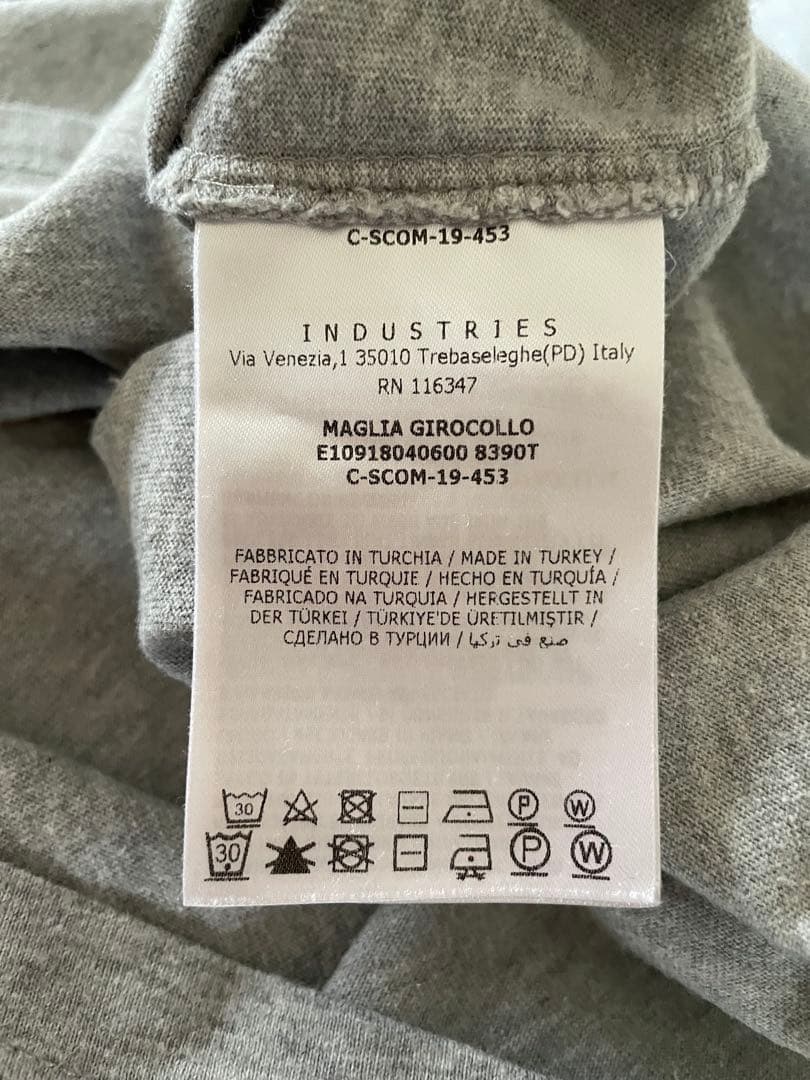 C-SCOM-19-453
INDUSTRIES
Via Venezia,1 35010 Trebaseleghe(PD) Italy
RN 116347
MAGLIA GIROCOLLO
E10918040600 8390T
C-SCOM-19-453
FABBRICATO IN TURCHIA / MADE IN TURKEY /
FABRIQUÉ EN TURQUIE / HECHO EN TURQUÍA /
FABRICADO NA TURQUIA / HERGESTELLT IN
DER TÜRKEI / TÜRKIYE'DE ÜRETILMIŞTIR /
СДЕЛАНО В ТУРЦИИ / صنع في تركيا
30 P W
30 P W